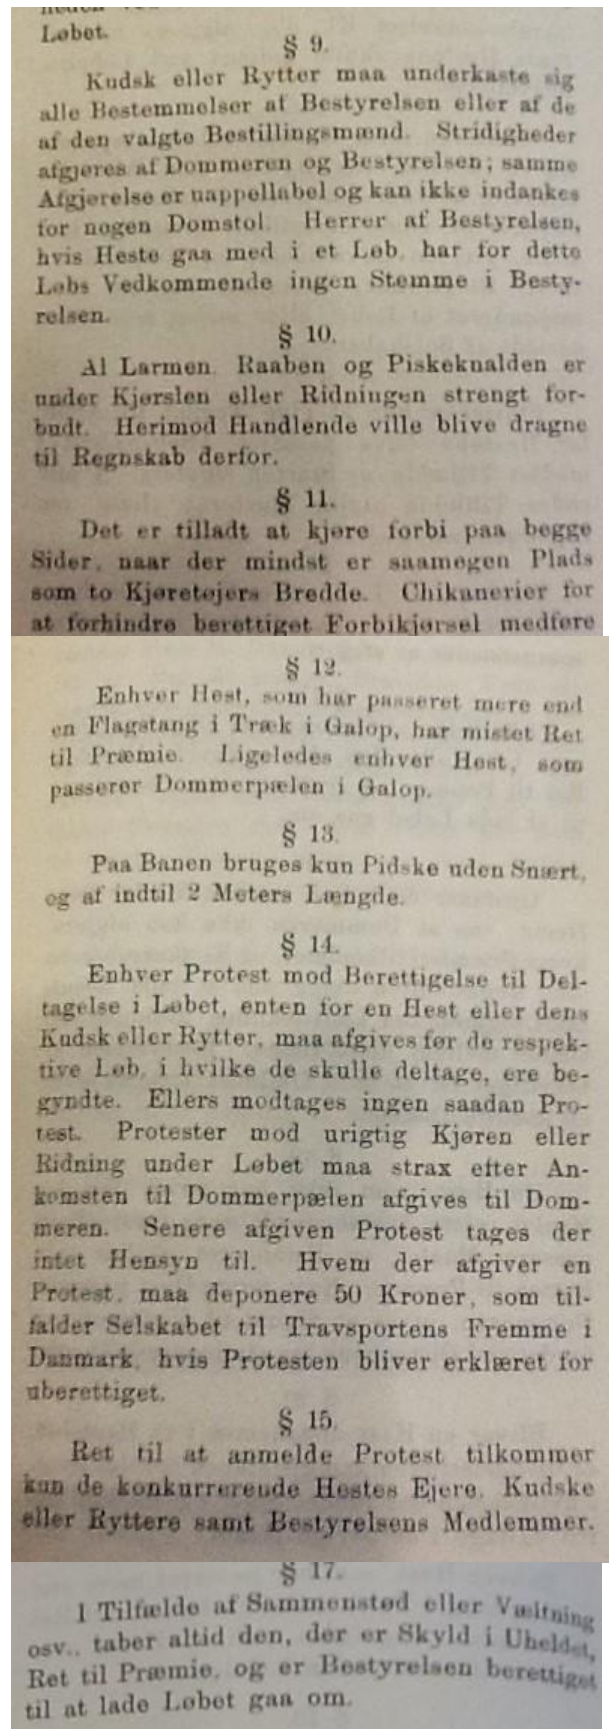 Løbet.
§ 9.
Kudsk eller Rytter maa underkaste sig
alle Bestemmelser af Bestyrelsen eller af de
af den valgte Bestillingsmænd. Stridigheder
afgjøres af Dommeren og Bestyrelsen; samme
Afgjørelse er uappellabel og kan ikke indankes
for nogen Domstol. Herrer af Bestyrelsen,
hvis Heste gaa med i et Løb, har for dette
Løbs Vedkommende ingen Stemme i Besty-
relsen.
§ 10.
Al Larmen, Raaben og Piskeknalden er
under Kjørslen eller Ridningen strengt for-
budt. Herimod Handlende ville blive dragne
til Regnskab derfor.
§ 11.
Det er tilladt at kjøre forbi paa begge
Sider, naar der mindst er saamegen Plads
som to Kjøretøjers Bredde. Chikanerier for
at forhindre berettiget Forbikjørsel medføre
§ 12.
Enhver Hest, som har passeret mere end
en Flagstang i Træk i Galop, har mistet Ret
til Præmie. Ligeledes enhver Hest, som
passerer Dommerpælen i Galop.
§ 13.
Paa Banen bruges kun Pidske uden Snært,
og af indtil 2 Meters Længde.
§ 14.
Enhver Protest mod Berettigelse til Del-
tagelse i Løbet, enten for en Hest eller dens
Kudsk eller Rytter, maa afgives før de respek-
tive Løb, i hvilke de skulle deltage, ere be-
gyndte. Ellers modtages ingen saadan Pro-
test. Protester mod urigtig Kjøren eller
Ridning under Løbet maa strax efter An-
komsten til Dommerpælen afgives til Dom-
meren. Senere afgiven Protest tages der
intet Hensyn til. Hvem der afgiver en
Protest, maa deponere 50 Kroner, som til-
falder Selskabet til Travsportens Fremme i
Danmark, hvis Protesten bliver erklæret for
uberettiget.
§ 15.
Ret til at anmelde Protest tilkommer
kun de konkurrerende Hestes Ejere, Kudske
eller Ryttere samt Bestyrelsens Medlemmer.
§ 17.
I Tilfælde af Sammenstød eller Væltning
osv., taber altid den, der er Skyld i Uheldet,
Ret til Præmie, og er Bestyrelsen berettiget
til at lade Løbet gaa om.